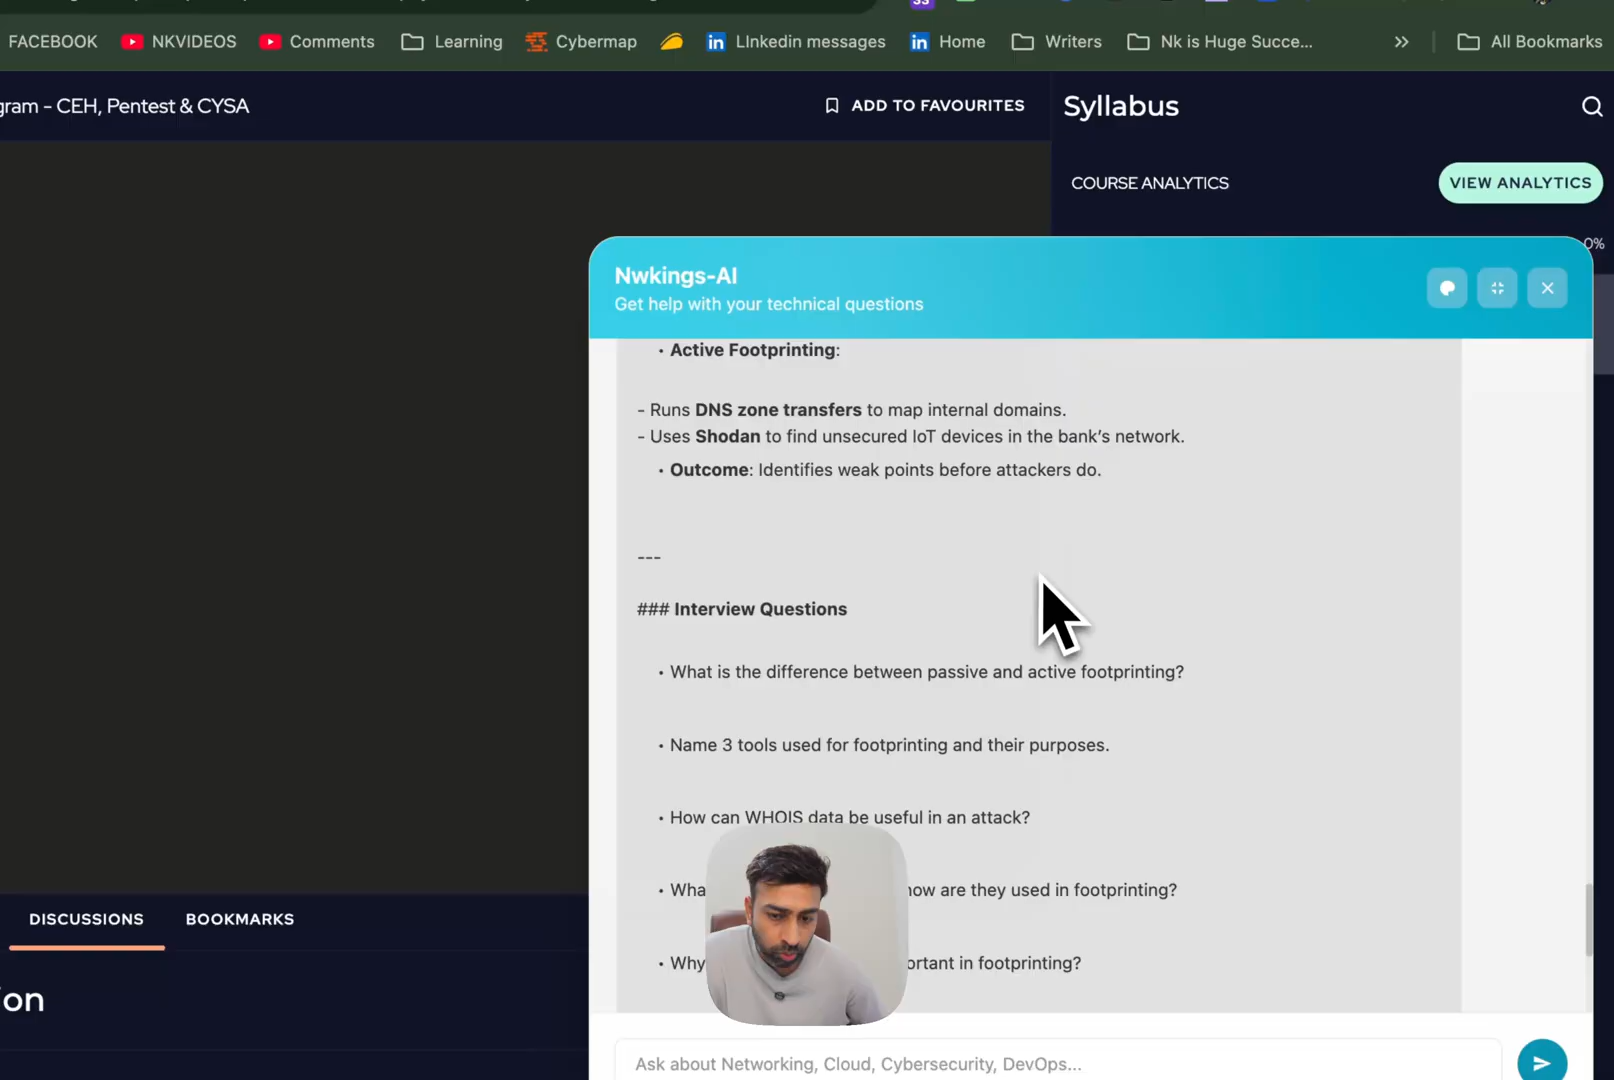 FACEBOOK NKVIDEOS Comments Learning Cybermap in LInkedin messages in Home Writers Nk is Huge Succe... » All Bookmarks
gram - CEH, Pentest & CYSA ADD TO FAVOURITES Syllabus
COURSE ANALYTICS VIEW ANALYTICS
0%
Nwkings-AI
Get help with your technical questions
• Active Footprinting:
- Runs DNS zone transfers to map internal domains.
- Uses Shodan to find unsecured IoT devices in the bank's network.
• Outcome: Identifies weak points before attackers do.
---
### Interview Questions
• What is the difference between passive and active footprinting?
• Name 3 tools used for footprinting and their purposes.
• How can WHOIS data be useful in an attack?
• Wha how are they used in footprinting?
• Why ortant in footprinting?
DISCUSSIONS BOOKMARKS
ion
Ask about Networking, Cloud, Cybersecurity, DevOps...